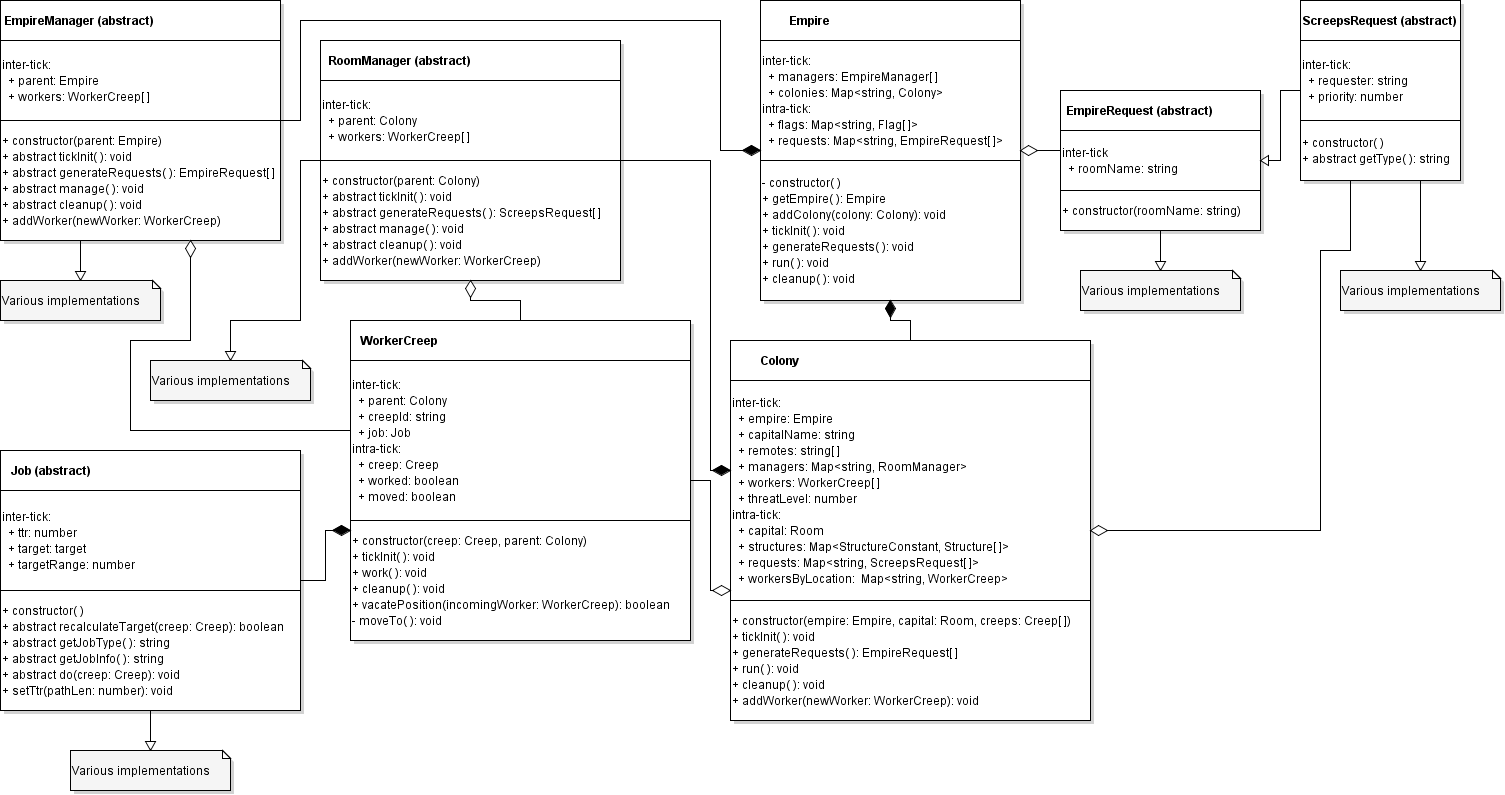 EmpireManager (abstract)
inter-tick:
+ parent: Empire
+ workers: WorkerCreep[]
+ constructor(parent: Empire)
+ abstract tickInit(): void
+ abstract generateRequests(): EmpireRequest[]
+ abstract manage(): void
+ abstract cleanup(): void
+ addWorker(newWorker: WorkerCreep)
Various implementations
RoomManager (abstract)
inter-tick:
+ parent: Colony
+ workers: WorkerCreep[]
+ constructor(parent: Colony)
+ abstract tickInit(): void
+ abstract generateRequests(): ScreepsRequest[]
+ abstract manage(): void
+ abstract cleanup(): void
+ addWorker(newWorker: WorkerCreep)
Various implementations
Empire
inter-tick:
+ managers: EmpireManager[]
+ colonies: Map<string, Colony>
intra-tick:
+ flags: Map<string, Flag[]>
+ requests: Map<string, EmpireRequest[]>
- constructor()
+ getEmpire(): Empire
+ addColony(colony: Colony): void
+ tickInit(): void
+ generateRequests(): void
+ run(): void
+ cleanup(): void
EmpireRequest (abstract)
inter-tick
+ roomName: string
+ constructor(roomName: string)
Various implementations
ScreepsRequest (abstract)
inter-tick:
+ requester: string
+ priority: number
+ constructor()
+ abstract getType(): string
Various implementations
WorkerCreep
inter-tick:
+ parent: Colony
+ creepId: string
+ job: Job
intra-tick:
+ creep: Creep
+ worked: boolean
+ moved: boolean
+ constructor(creep: Creep, parent: Colony)
+ tickInit(): void
+ work(): void
+ cleanup(): void
+ vacatePosition(incomingWorker: WorkerCreep): boolean
- moveTo(): void
Colony
inter-tick:
+ empire: Empire
+ capitalName: string
+ remotes: string[]
+ managers: Map<string, RoomManager>
+ workers: WorkerCreep[]
+ threatLevel: number
intra-tick:
+ capital: Room
+ structures: Map<StructureConstant, Structure[]>
+ requests: Map<string, ScreepsRequest[]>
+ workersByLocation: Map<string, WorkerCreep>
+ constructor(empire: Empire, capital: Room, creeps: Creep[])
+ tickInit(): void
+ generateRequests(): EmpireRequest[]
+ run(): void
+ cleanup(): void
+ addWorker(newWorker: WorkerCreep): void
Job (abstract)
inter-tick:
+ ttr: number
+ target: target
+ targetRange: number
+ constructor()
+ abstract recalculateTarget(creep: Creep): boolean
+ abstract getJobType(): string
+ abstract getJobInfo(): string
+ abstract do(creep: Creep): void
+ setTtr(pathLen: number): void
Various implementations